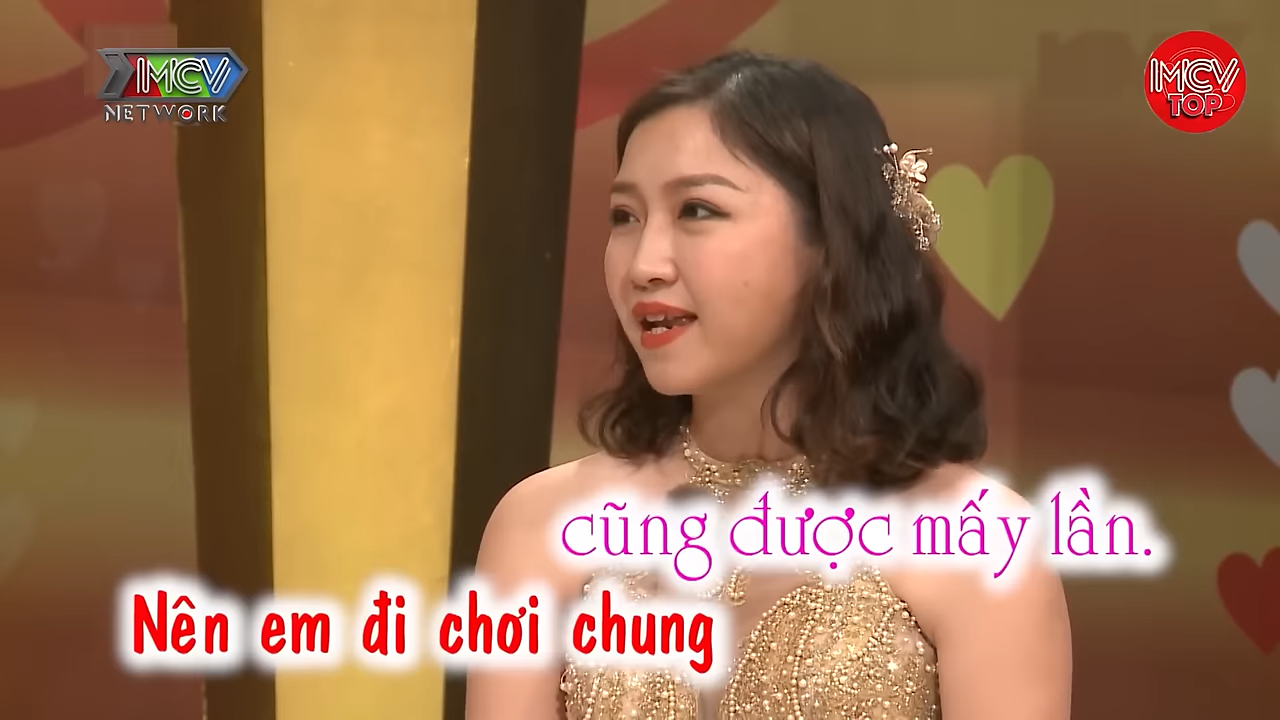 MCV
NETWORK
MCV
TOP
Nên em đi chơi chung
cũng được mấy lần.